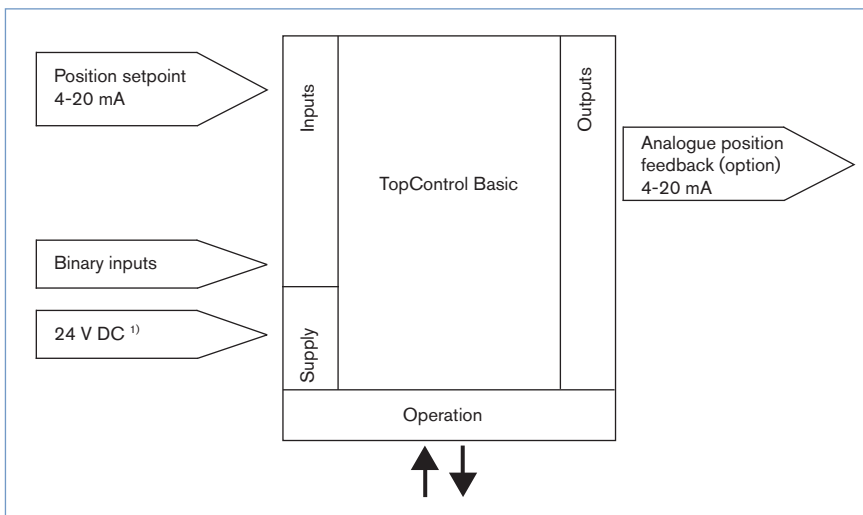 Position setpoint
4-20 mA
Inputs
Outputs
Analogue position
feedback (option)
4-20 mA
TopControl Basic
Binary inputs
24 V DC 1)
Supply
Operation